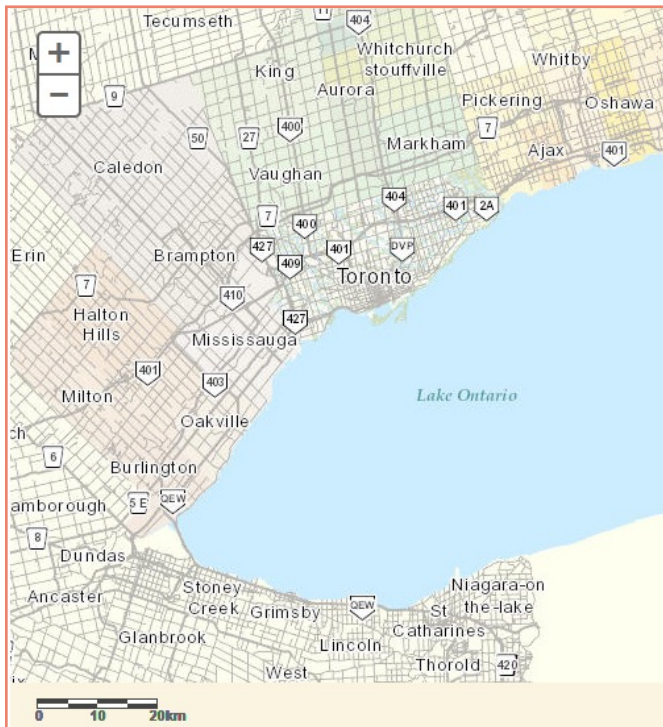 Tecumseth
404
Whitchurch
stouffville
Whitby
+
King
Aurora
−
Pickering
Oshawa
9
400
50
27
Markham
7
Ajax
401
Caledon
Vaughan
404
401
2A
7
400
Erin
Brampton
427
401
DVP
409
Toronto
7
410
Halton
Hills
427
Mississauga
401
403
Milton
Lake Ontario
Oakville
ch
6
Burlington
amborough
5 E
QEW
8
Dundas
Stoney
Creek
Niagara-on
the-lake
Ancaster
Grimsby
QEW
St
Catharines
Glanbrook
Lincoln
Thorold
420
West
0 10 20km